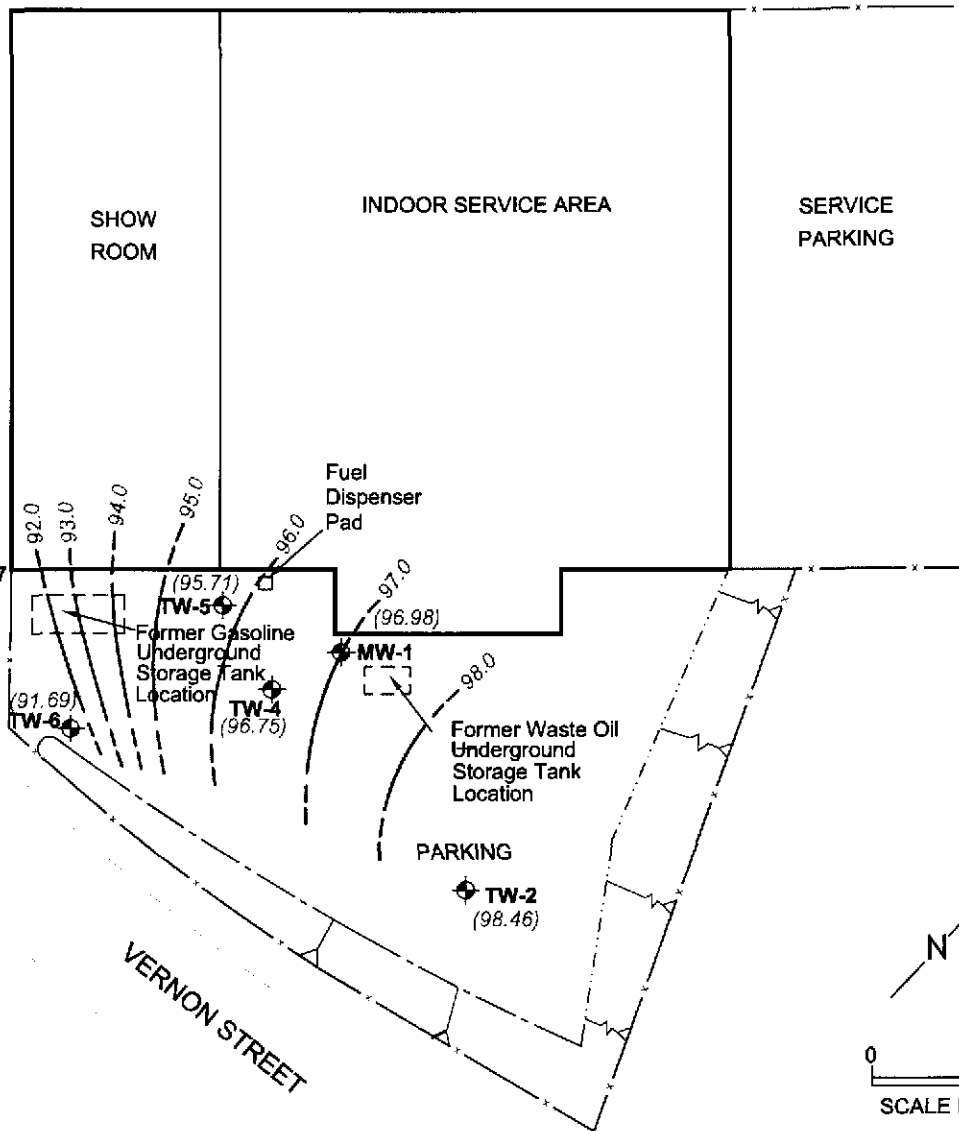 SHOW
ROOM
INDOOR SERVICE AREA
SERVICE
PARKING
Fuel
Dispenser
Pad
92.0
93.0
94.0
95.0
96.0
97.0
98.0
(95.71)
TW-5
(96.98)
MW-1
Former Gasoline
Underground
Storage Tank
Location
(91.69)
TW-6
TW-4
(96.75)
Former Waste Oil
Underground
Storage Tank
Location
PARKING
TW-2
(98.46)
VERNON STREET
N
0
SCALE